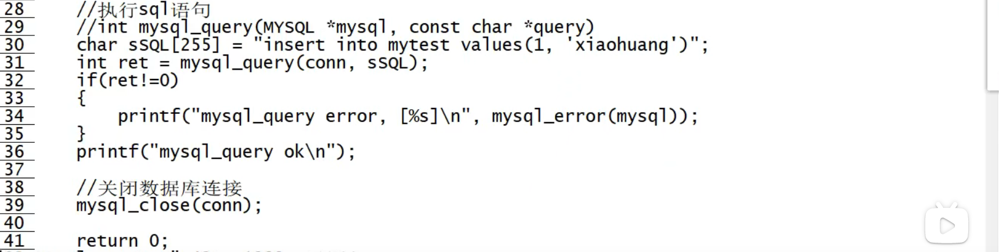 28 //执行sql语句
29 //int mysql_query(MYSQL *mysql, const char *query)
30 char sSQL[255] = "insert into mytest values(1, 'xiaohuang')";
31 int ret = mysql_query(conn, sSQL);
32 if(ret!=0)
33 {
34 printf("mysql_query error, [%s]\n", mysql_error(mysql));
35 }
36 printf("mysql_query ok\n");
37
38 //关闭数据库连接
39 mysql_close(conn);
40
41 return 0;